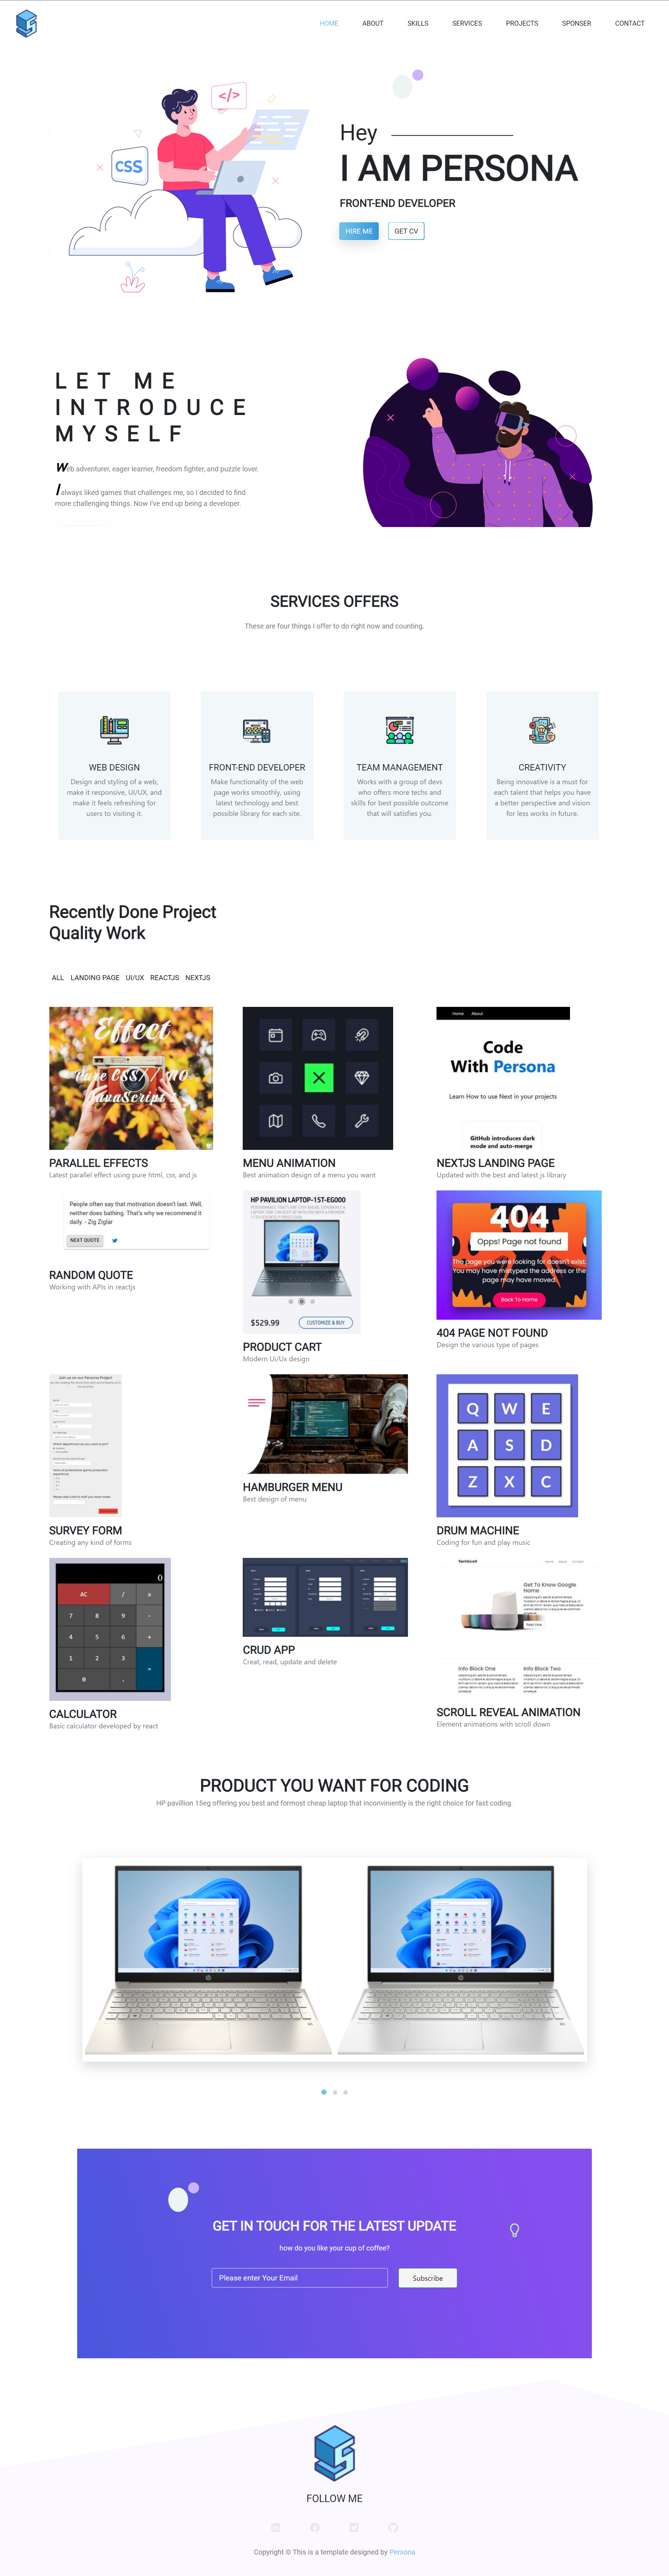 HOME ABOUT SKILLS SERVICES PROJECTS SPONSER CONTACT
</>
CSS
Hey
I AM PERSONA
FRONT-END DEVELOPER
HIRE ME GET CV
LET ME
INTRODUCE
MYSELF
Web adventurer, eager learner, freedom fighter, and puzzle lover.
I always liked games that challenges me, so I decided to find
more challenging things. Now I've end up being a developer.
SERVICES OFFERS
These are four things I offer to do right now and counting.
WEB DESIGN
Design and styling of a web,
make it responsive, UI/UX, and
make it feels refreshing for
users to visiting it.
FRONT-END DEVELOPER
Make functionality of the web
page works smoothly, using
latest technology and best
possible library for each site.
TEAM MANAGEMENT
Works with a group of devs
who offers more techs and
skills for best possible outcome
that will satisfies you.
CREATIVITY
Being innovative is a must for
each talent that helps you have
a better perspective and vision
for less works in future.
Recently Done Project
Quality Work
ALL LANDING PAGE UI/UX REACTJS NEXTJS
Effect
Pure Css / NO
JavaScript !
PARALLEL EFFECTS
Latest parallel effect using pure html, css, and js
MENU ANIMATION
Best animation design of a menu you want
Home About
Code
With Persona
Learn How to use Next in your projects
GitHub introduces dark
mode and auto-merge
NEXTJS LANDING PAGE
Updated with the best and latest js library
People often say that motivation doesn't last. Well,
neither does bathing. That's why we recommend it
daily. - Zig Ziglar
NEXT QUOTE
RANDOM QUOTE
Working with APIs in reactjs
HP PAVILION LAPTOP-15T-EG000
$529.99 CUSTOMIZE & BUY
PRODUCT CART
Modern Ui/Ux design
404
Opps! Page not found
The page you were looking for doesn't exist.
You may have mistyped the address or the
page may have moved.
Back To Home
404 PAGE NOT FOUND
Design the various type of pages
Join us on our Persona Project
Which department do you want to join?
SURVEY FORM
Creating any kind of forms
HAMBURGER MENU
Best design of menu
Q W E
A S D
Z X C
DRUM MACHINE
Coding for fun and play music
0
AC / x
7 8 9 -
4 5 6 +
1 2 3 =
0 .
CALCULATOR
Basic calculator developed by react
CRUD APP
Creat, read, update and delete
Get To Know Google
Home
Read More
Info Block One Info Block Two
SCROLL REVEAL ANIMATION
Element animations with scroll down
PRODUCT YOU WANT FOR CODING
HP pavillion 15eg offering you best and formost cheap laptop that inconviniently is the right choice for fast coding.
GET IN TOUCH FOR THE LATEST UPDATE
how do you like your cup of coffee?
Please enter Your Email Subscribe
FOLLOW ME
Copyright © This is a template designed by Persona